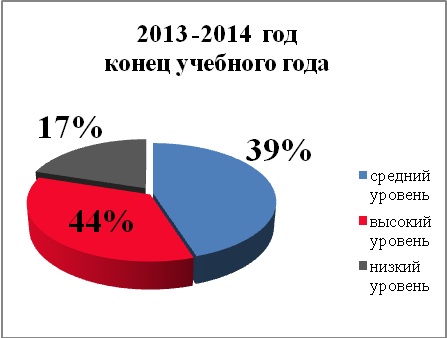 2013-2014 год
конец учебного года
17%
39%
44%
средний
уровень
высокий
уровень
низкий
уровень